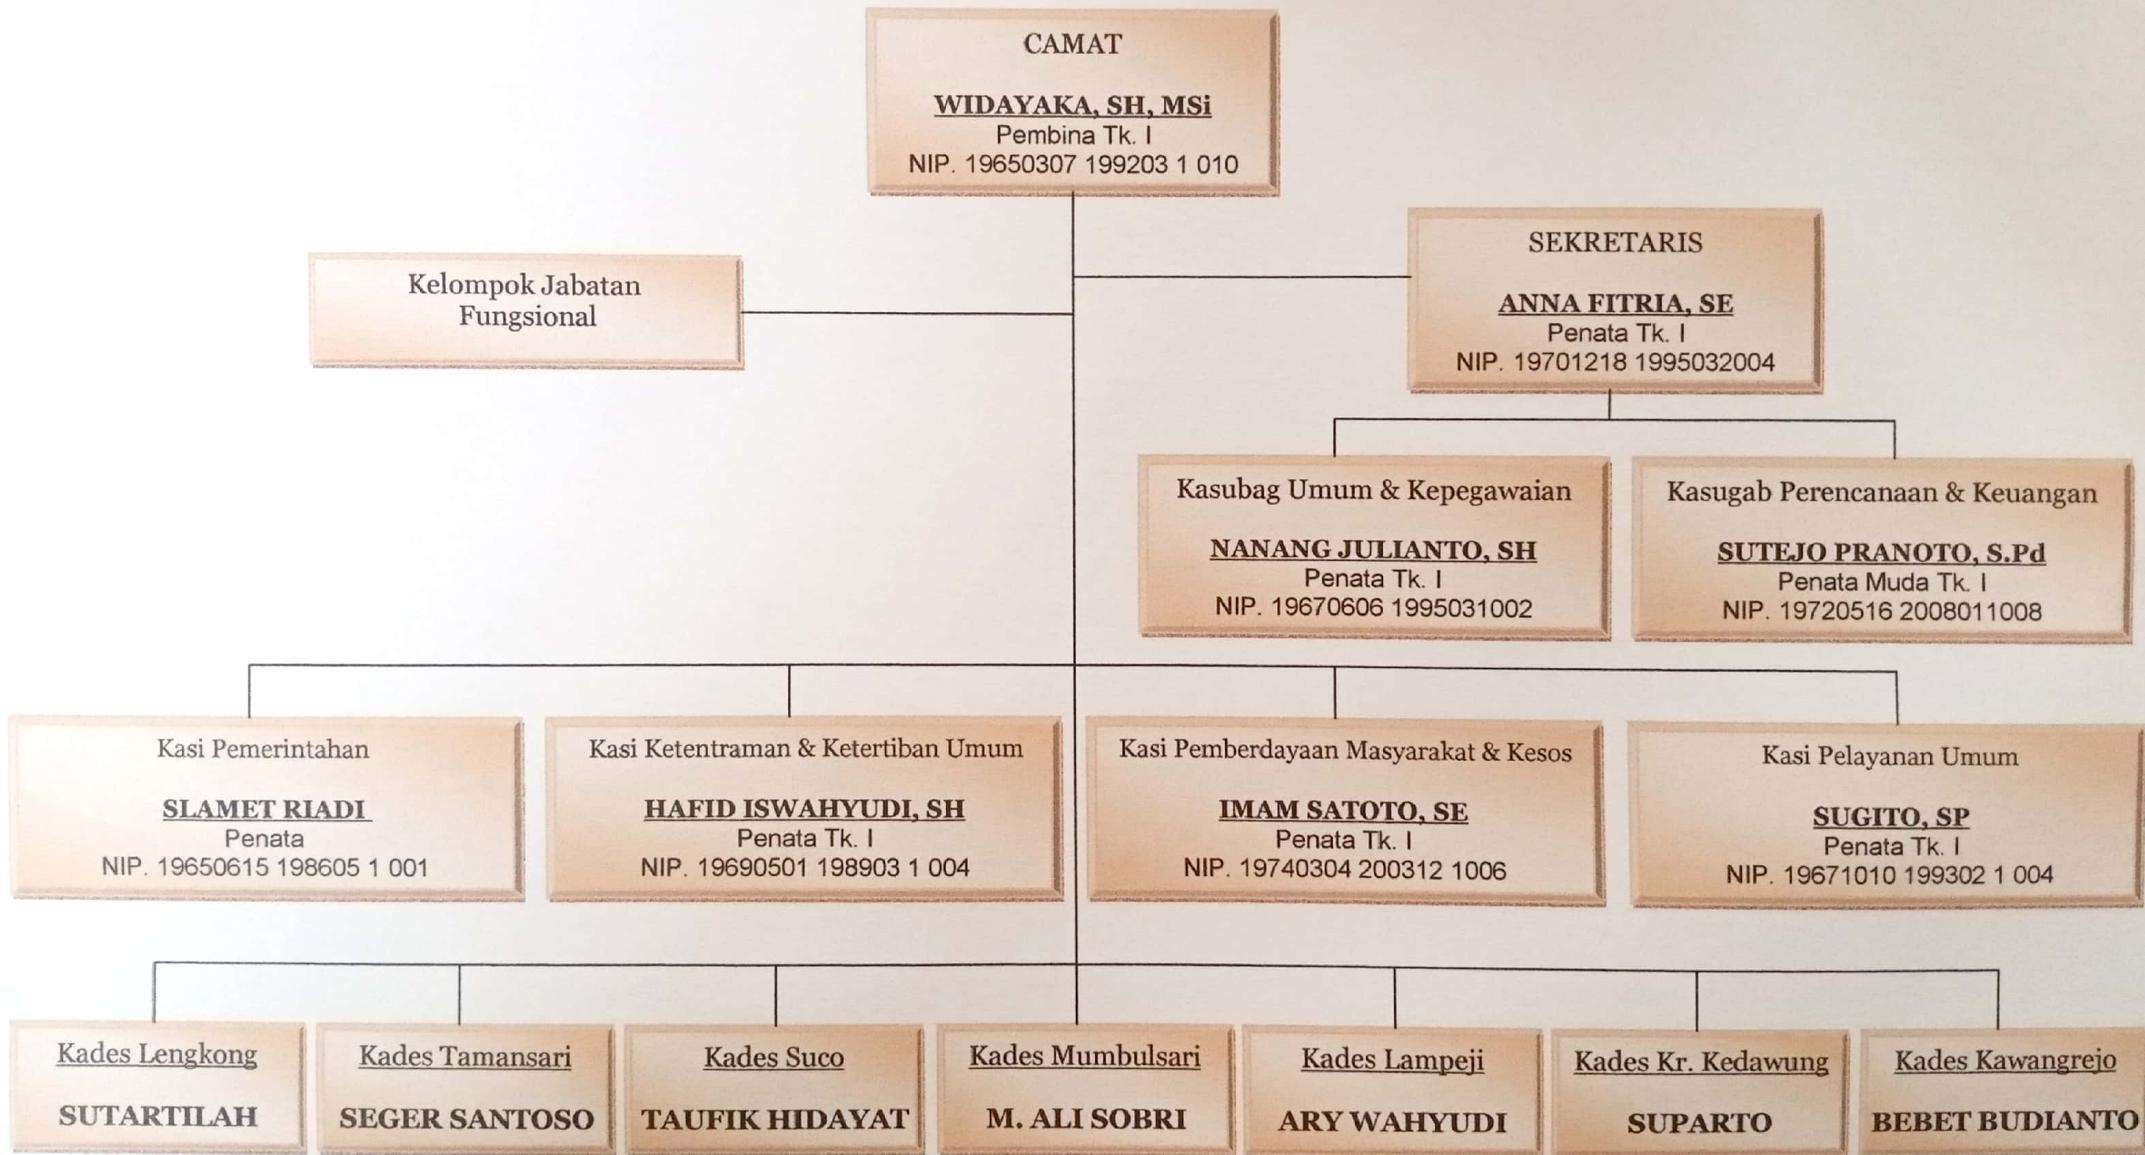 CAMAT
WIDAYAKA, SH, MSi
Pembina Tk. I
NIP. 19650307 199203 1 010
SEKRETARIS
ANNA FITRIA, SE
Penata Tk. I
NIP. 19701218 1995032004
Kelompok Jabatan
Fungsional
Kasubag Umum & Kepegawaian
NANANG JULIANTO, SH
Penata Tk. I
NIP. 19670606 1995031002
Kasugab Perencanaan & Keuangan
SUTEJO PRANOTO, S.Pd
Penata Muda Tk. I
NIP. 19720516 2008011008
Kasi Pemerintahan
SLAMET RIADI
Penata
NIP. 19650615 198605 1 001
Kasi Ketentraman & Ketertiban Umum
HAFID ISWAHYUDI, SH
Penata Tk. I
NIP. 19690501 198903 1 004
Kasi Pemberdayaan Masyarakat & Kesos
IMAM SATOTO, SE
Penata Tk. I
NIP. 19740304 200312 1006
Kasi Pelayanan Umum
SUGITO, SP
Penata Tk. I
NIP. 19671010 199302 1 004
Kades Lengkong
SUTARTILAH
Kades Tamansari
SEGER SANTOSO
Kades Suco
TAUFIK HIDAYAT
Kades Mumbulsari
M. ALI SOBRI
Kades Lampeji
ARY WAHYUDI
Kades Kr. Kedawung
SUPARTO
Kades Kawangrejo
BEBET BUDIANTO